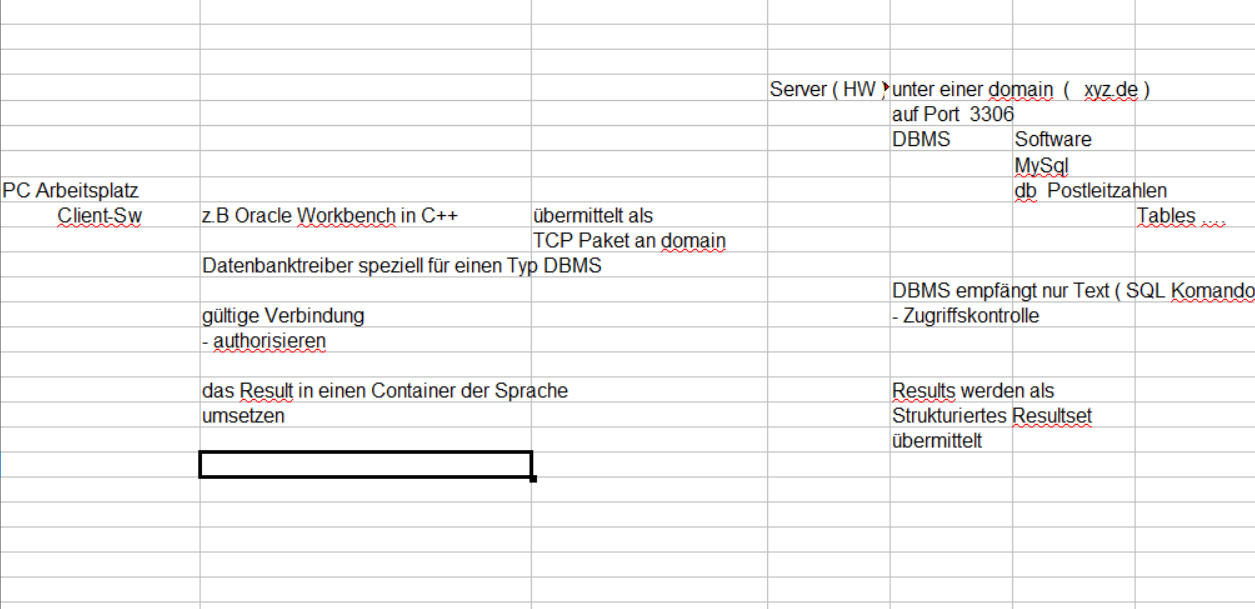 Server ( HW ) unter einer domain ( xyz.de )
auf Port 3306
DBMS Software
MySql
PC Arbeitsplatz db Postleitzahlen
Client-Sw z.B Oracle Workbench in C++ übermittelt als Tables ....
TCP Paket an domain
Datenbanktreiber speziell für einen Typ DBMS
DBMS empfängt nur Text ( SQL Komando
gültige Verbindung - Zugriffskontrolle
- authorisieren
das Result in einen Container der Sprache Results werden als
umsetzen Strukturiertes Resultset
übermittelt